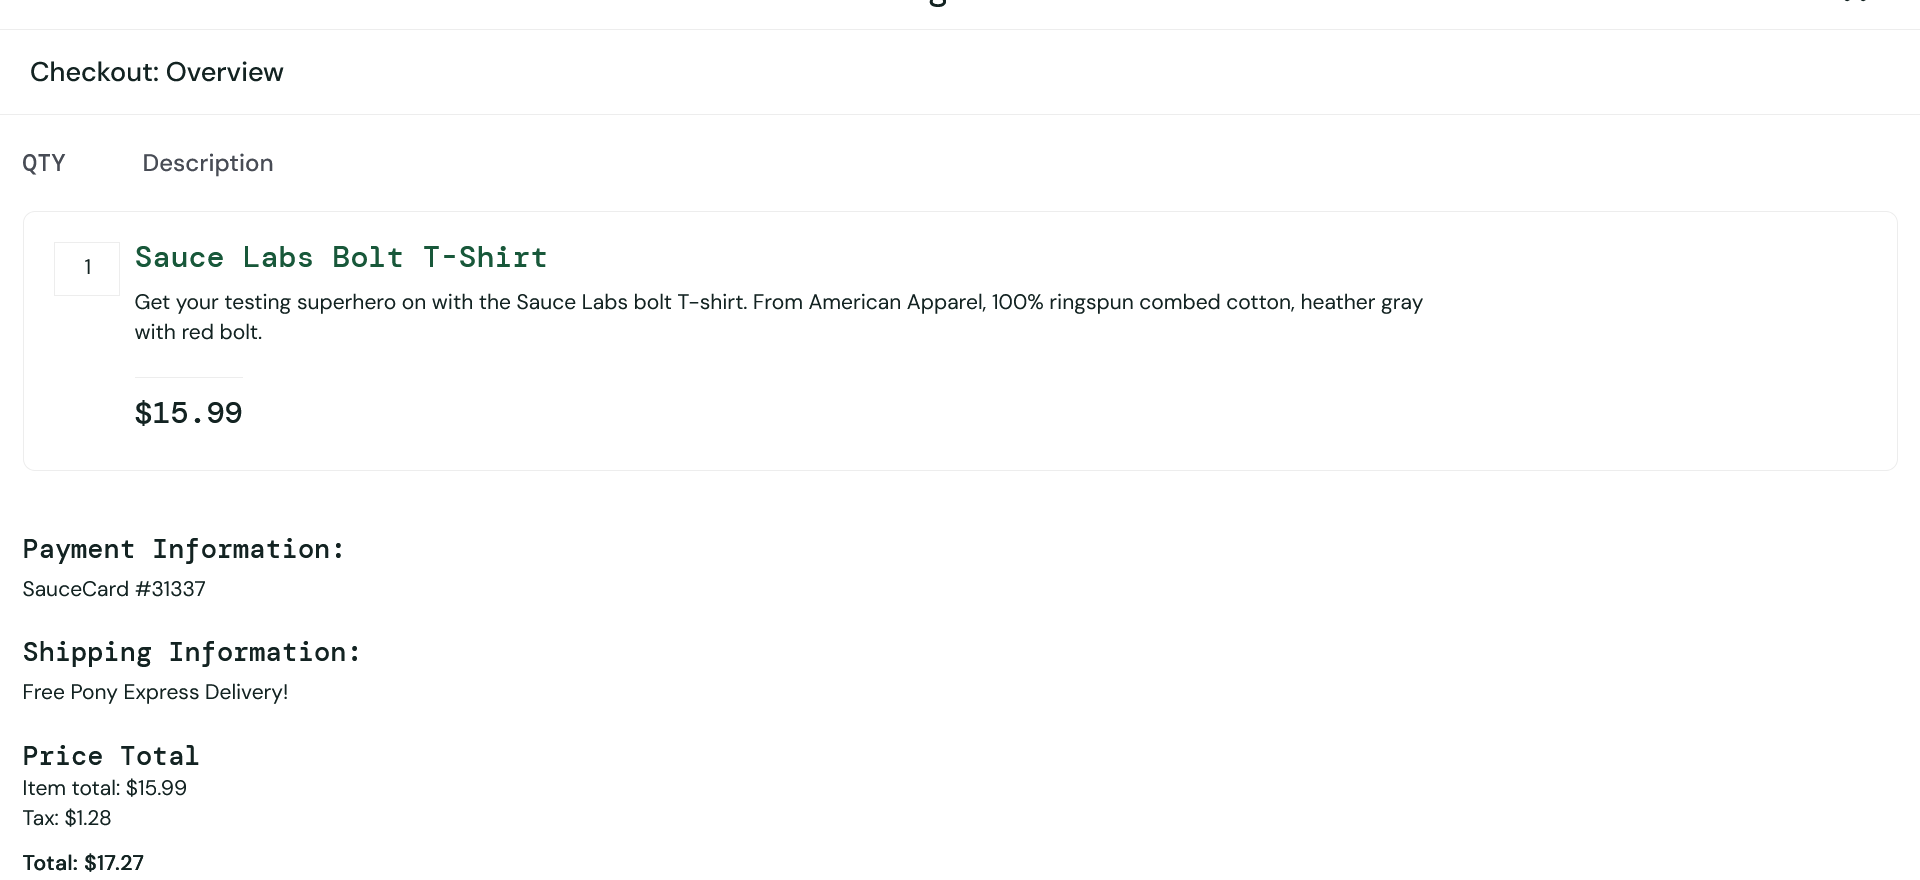 Checkout: Overview
QTY Description
1 Sauce Labs Bolt T-Shirt
Get your testing superhero on with the Sauce Labs bolt T-shirt. From American Apparel, 100% ringspun combed cotton, heather gray
with red bolt.
$15.99
Payment Information:
SauceCard #31337
Shipping Information:
Free Pony Express Delivery!
Price Total
Item total: $15.99
Tax: $1.28
Total: $17.27